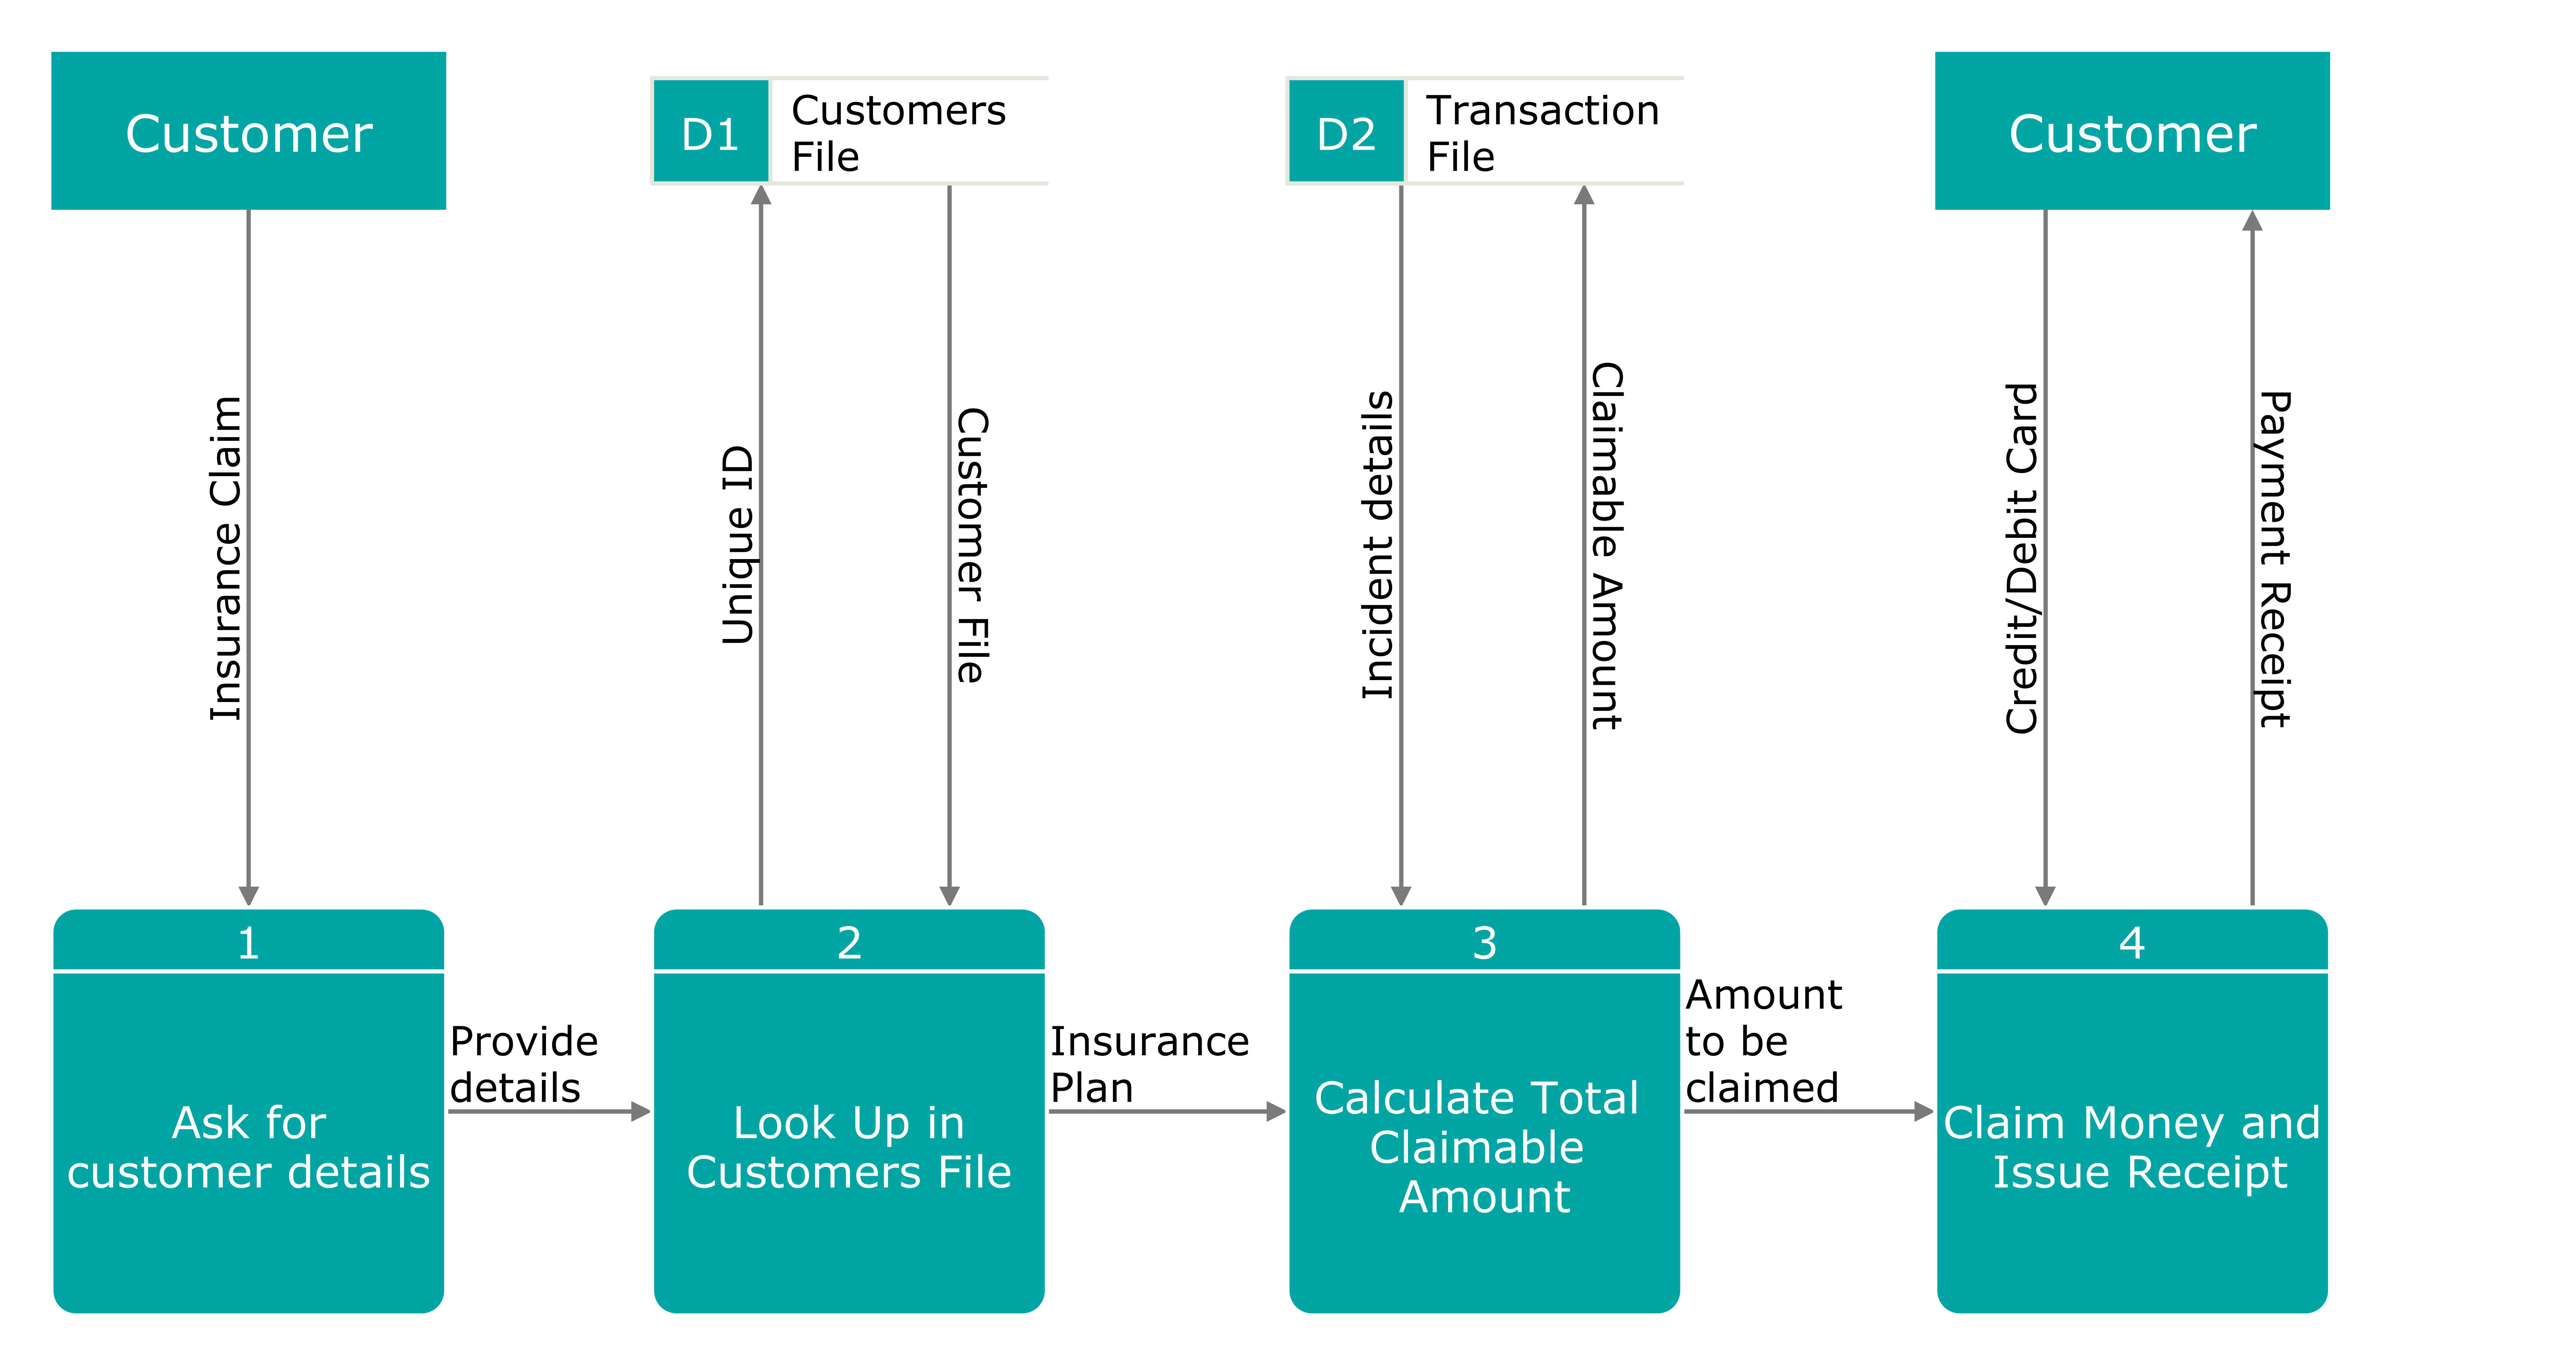 Customer
D1
Customers
File
D2
Transaction
File
Customer
Insurance Claim
Unique ID
Customer File
Incident details
Claimable Amount
Credit/Debit Card
Payment Receipt
1
Ask for
customer details
Provide
details
2
Look Up in
Customers File
Insurance
Plan
3
Calculate Total
Claimable
Amount
Amount
to be
claimed
4
Claim Money and
Issue Receipt